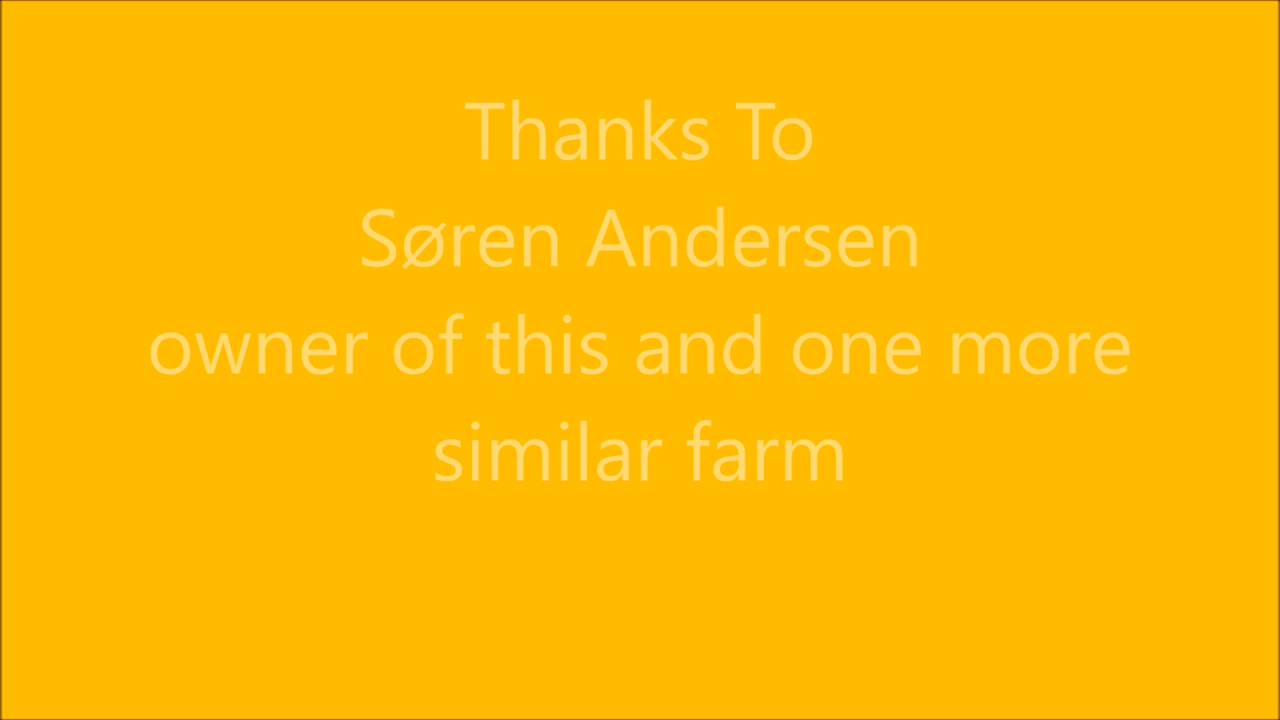 Thanks To
Søren Andersen
owner of this and one more
similar farm